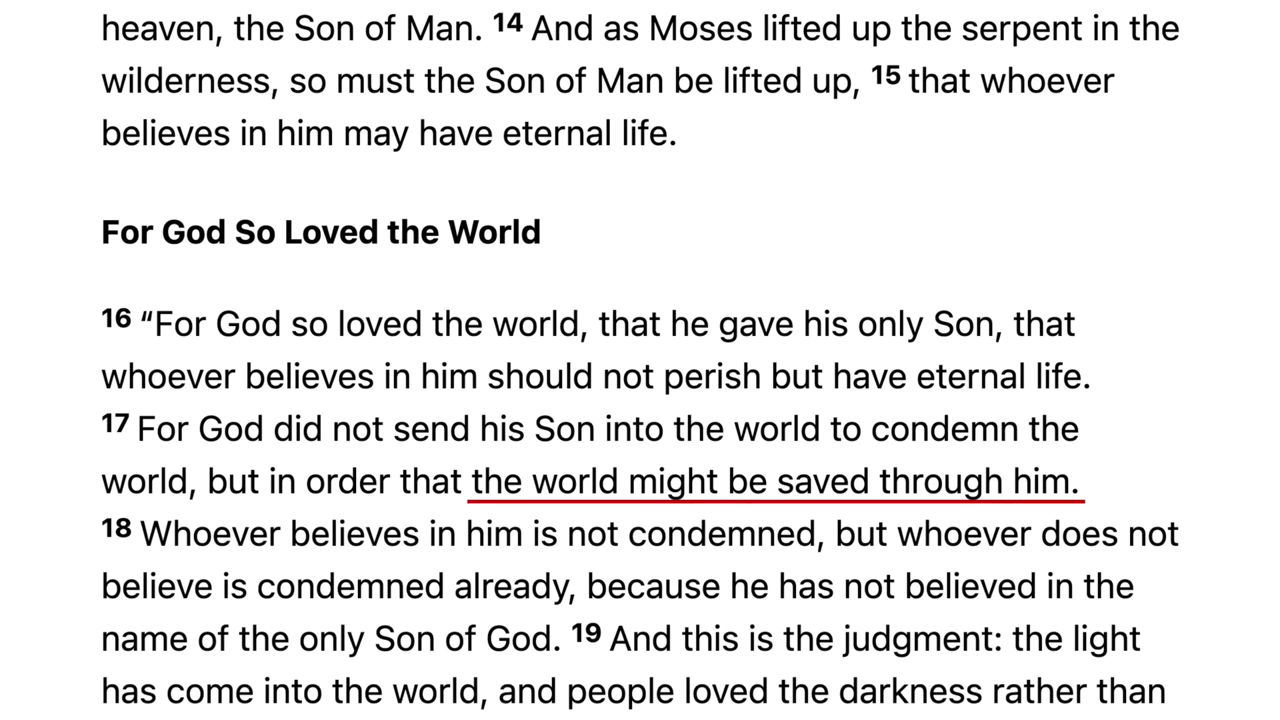 heaven, the Son of Man. 14 And as Moses lifted up the serpent in the
wilderness, so must the Son of Man be lifted up, 15 that whoever
believes in him may have eternal life.
For God So Loved the World
16 “For God so loved the world, that he gave his only Son, that
whoever believes in him should not perish but have eternal life.
17 For God did not send his Son into the world to condemn the
world, but in order that the world might be saved through him.
18 Whoever believes in him is not condemned, but whoever does not
believe is condemned already, because he has not believed in the
name of the only Son of God. 19 And this is the judgment: the light
has come into the world, and people loved the darkness rather than